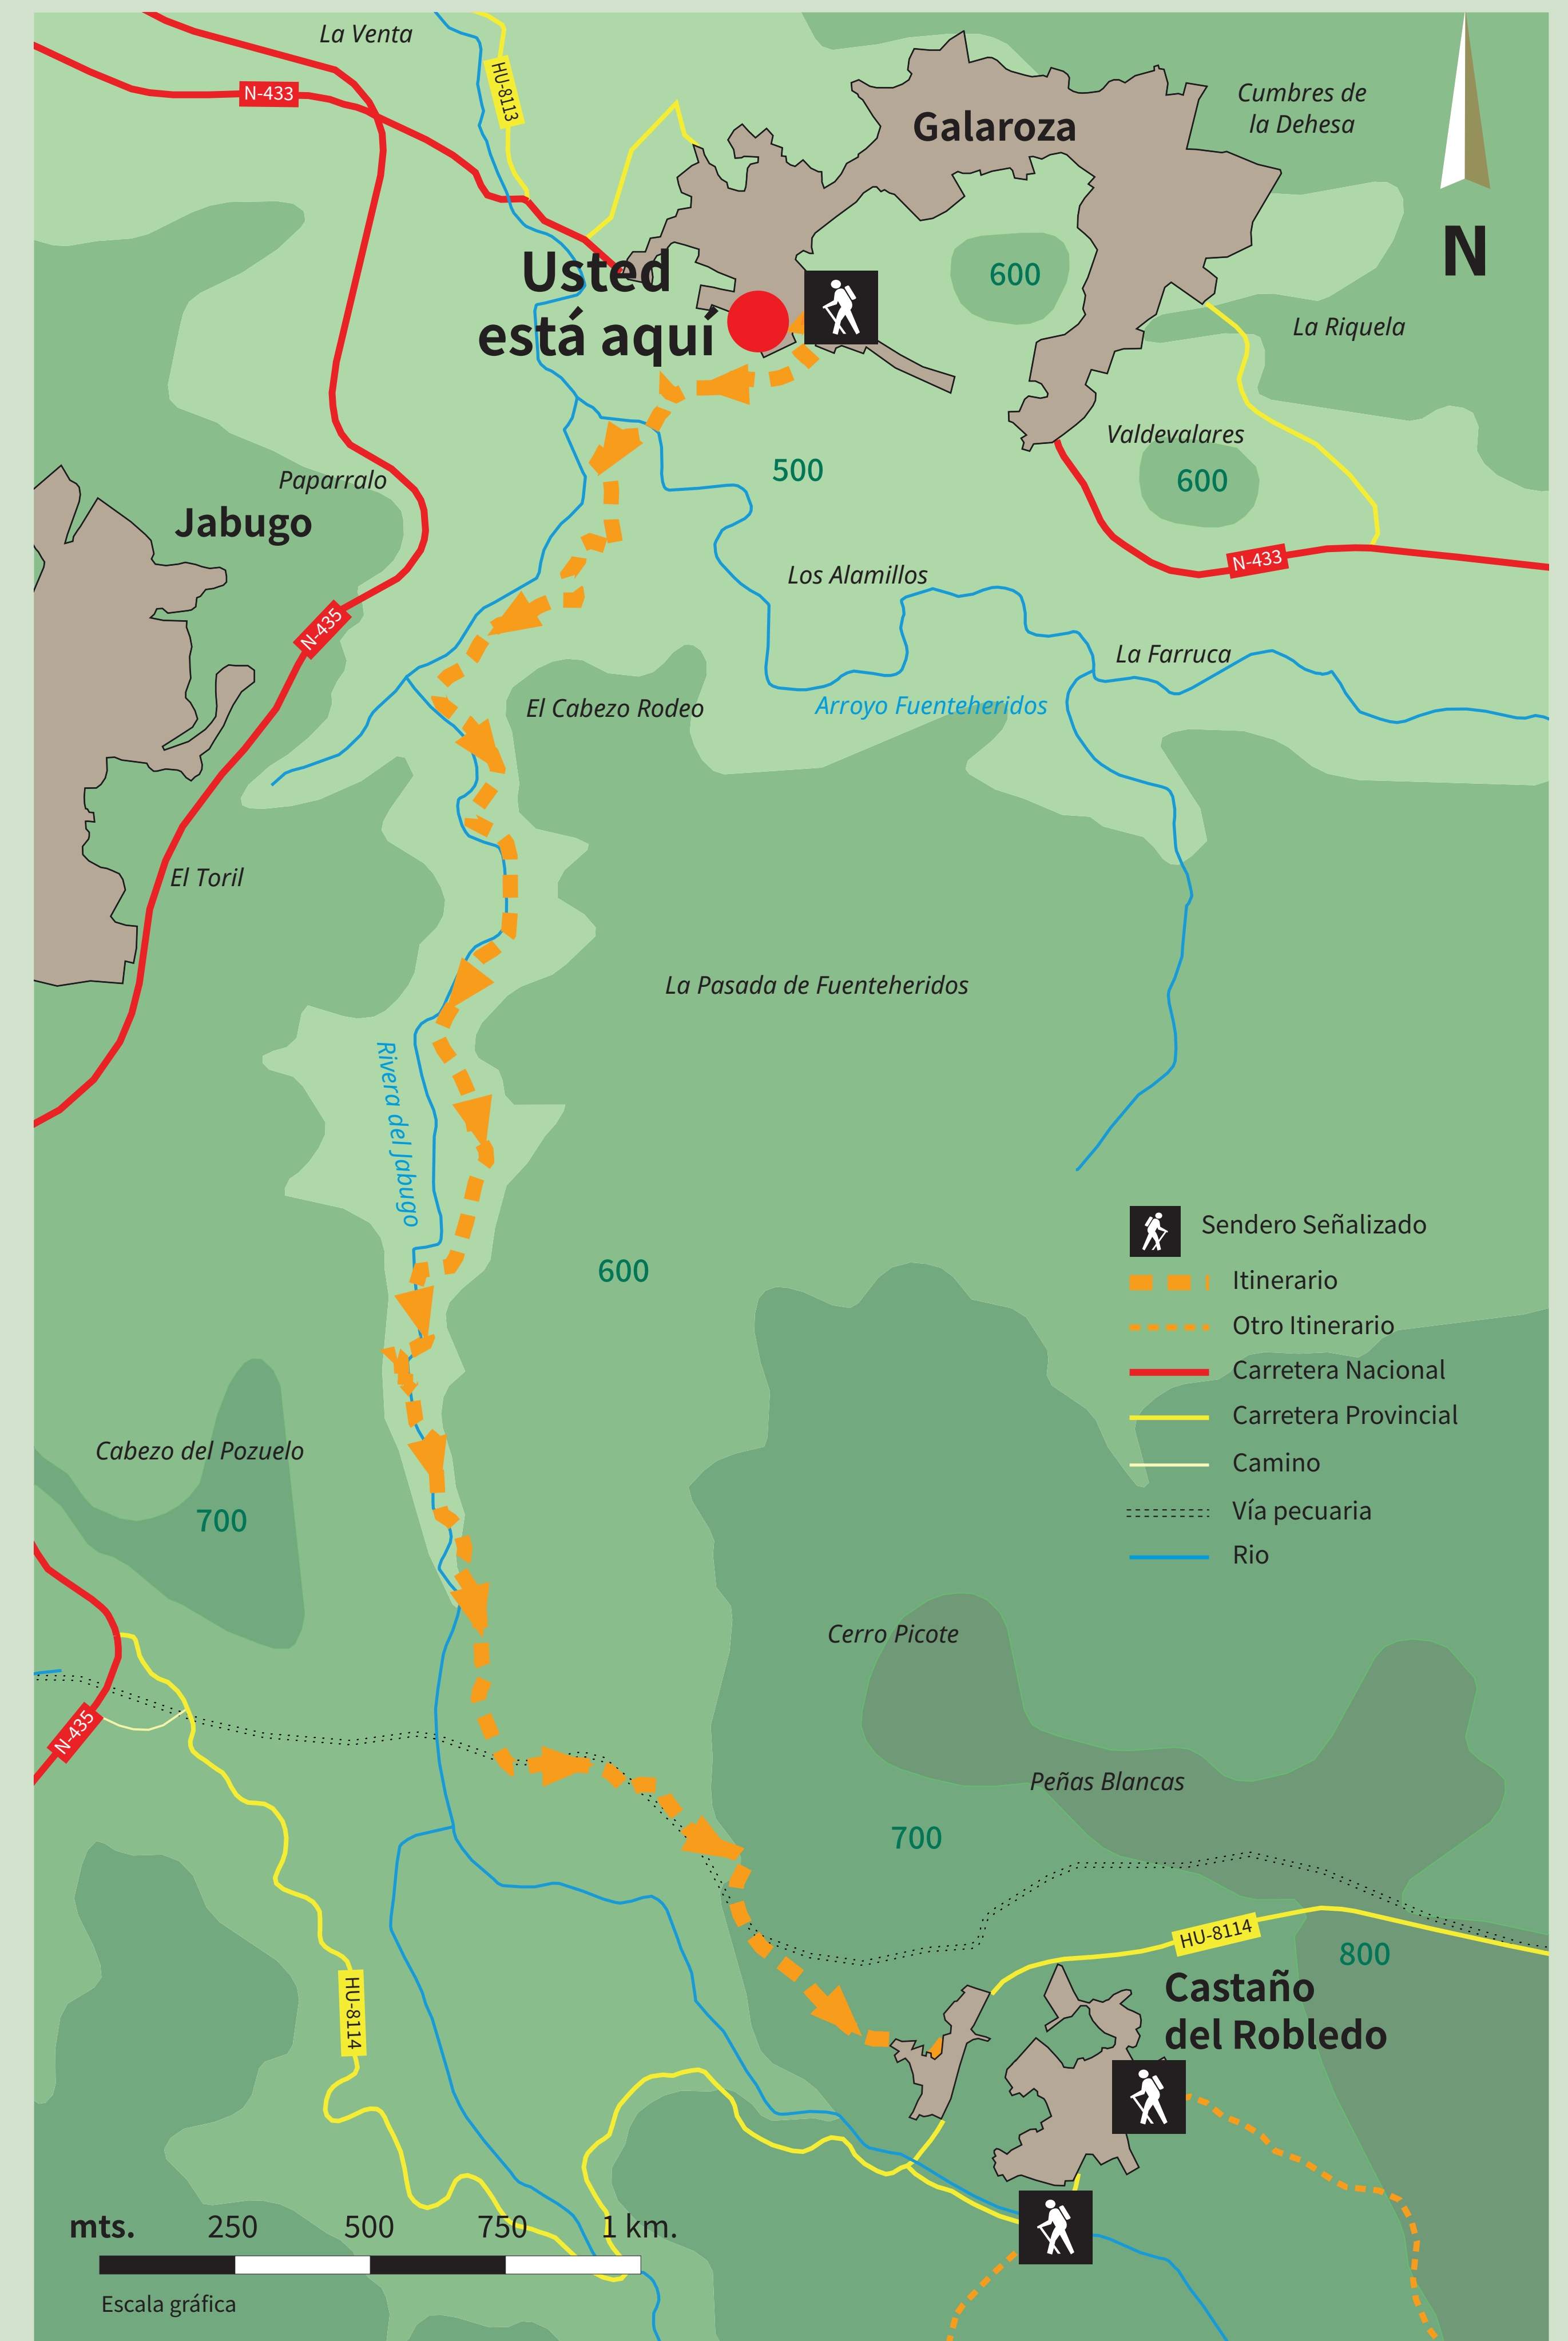 La Venta
HU-8113
N-433
Galaroza
Cumbres de
la Dehesa
N
Usted
está aquí
600
La Riquela
Valdevalares
600
500
Paparralo
Jabugo
N-433
Los Alamillos
N-435
La Farruca
El Cabezo Rodeo
Arroyo Fuenteheridos
El Toril
La Pasada de Fuenteheridos
Rivera del Jabugo
600
Sendero Señalizado
Itinerario
Otro Itinerario
Carretera Nacional
Carretera Provincial
Camino
Vía pecuaria
Rio
Cabezo del Pozuelo
700
Cerro Picote
N-435
Peñas Blancas
700
HU-8114
800
Castaño
del Robledo
HU-8114
mts. 250 500 750 1 km.
Escala gráfica